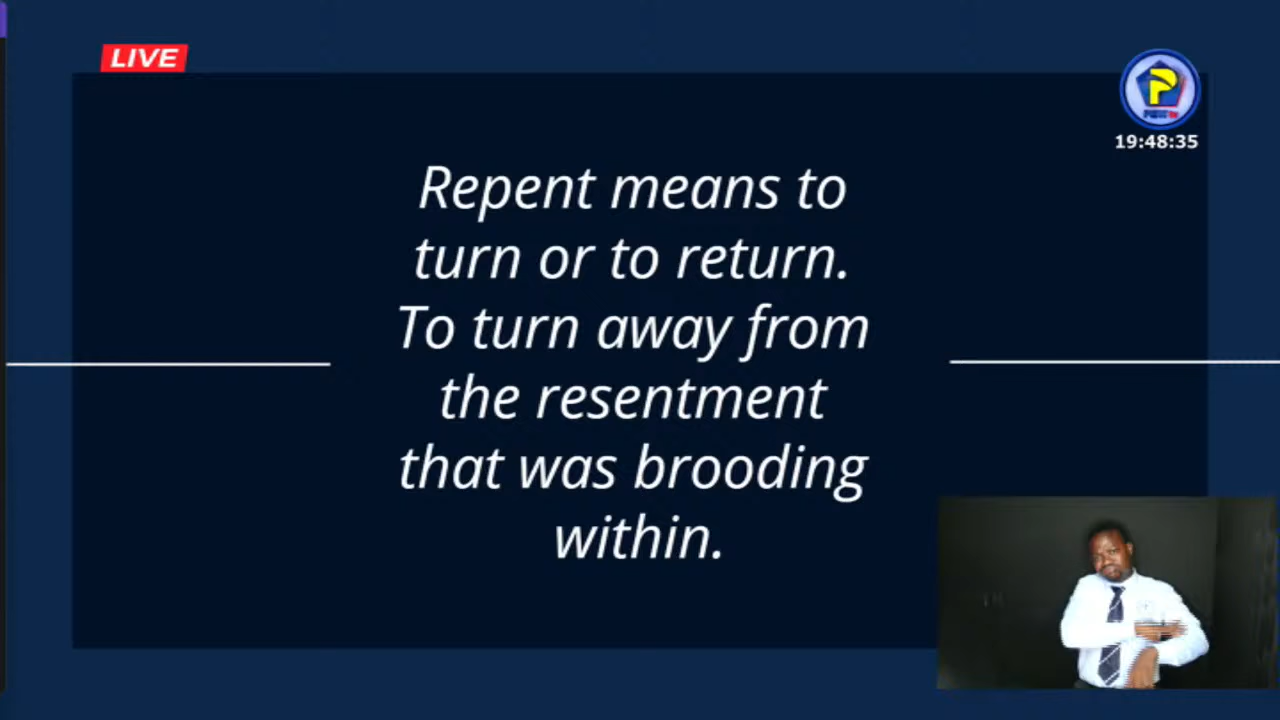 LIVE
P
19:48:35
Repent means to
turn or to return.
To turn away from
the resentment
that was brooding
within.